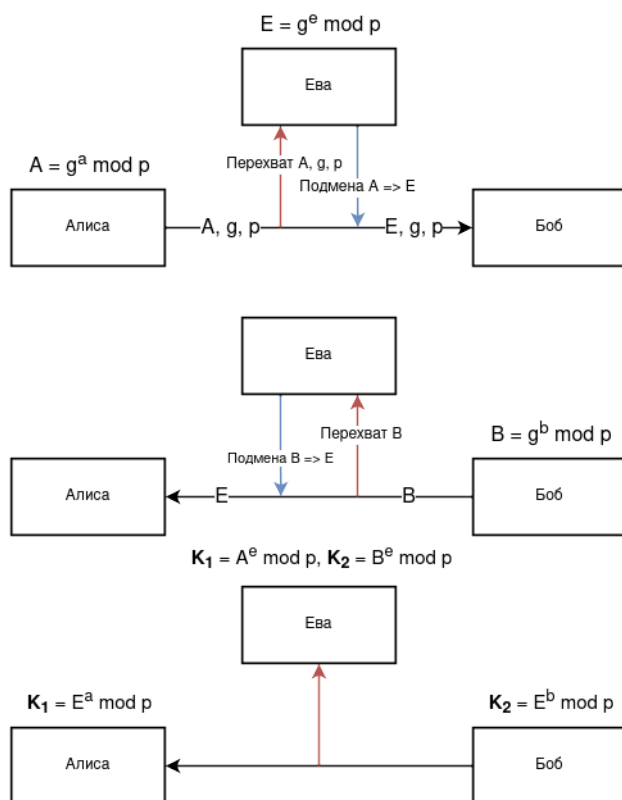 E = g^e mod p
Ева
A = g^a mod p
Перехват A, g, p
Подмена A => E
Алиса
A, g, p
E, g, p
Боб
Ева
Перехват B
B = g^b mod p
Подмена B => E
Алиса
E
B
Боб
K₁ = A^e mod p, K₂ = B^e mod p
Ева
K₁ = E^a mod p
K₂ = E^b mod p
Алиса
Боб